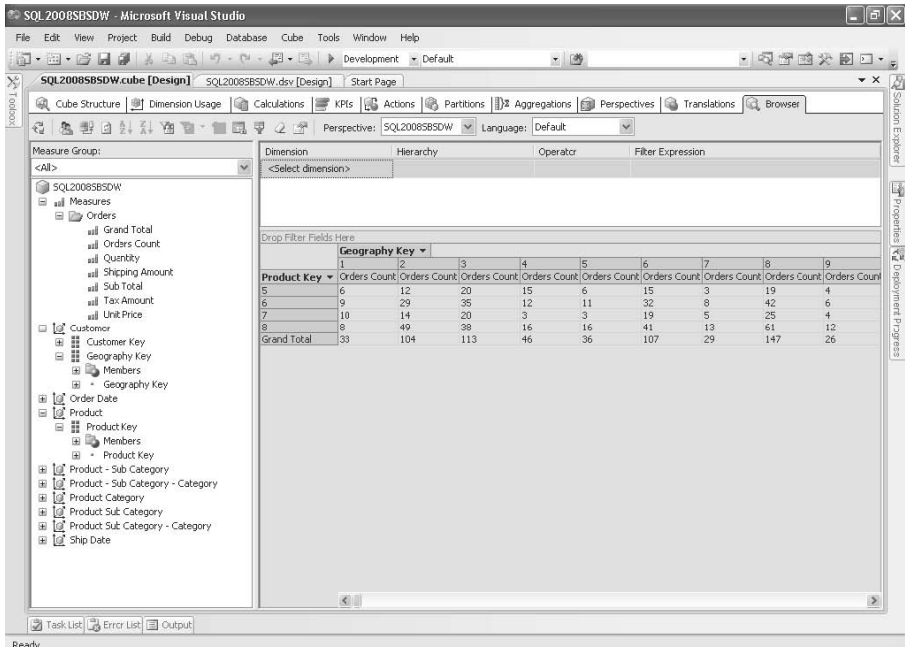 SQL2008SBSDW - Microsoft Visual Studio
File Edit View Project Build Debug Database Cube Tools Window Help
Development Default
SQL2008SBSDW.cube [Design] SQL2008SBSDW.dsv [Design] Start Page
Toolbox
Cube Structure Dimension Usage Calculations KPIs Actions Partitions Aggregations Perspectives Translations Browser
Perspective: SQL2008SBSDW Language: Default
Measure Group:
<All>
SQL2008SBSDW
Measures
Orders
Grand Total
Orders Count
Quantity
Shipping Amount
Sub Total
Tax Amount
Unit Price
Customer
Customer Key
Geography Key
Members
Geography Key
Order Date
Product
Product Key
Members
Product Key
Product - Sub Category
Product - Sub Category - Category
Product Category
Product Sub Category
Product Sub Category - Category
Ship Date
Dimension Hierarchy Operator Filter Expression
<Select dimension>
Drop Filter Fields Here
Geography Key
1 2 3 4 5 6 7 8 9
Product Key Orders Count Orders Count Orders Count Orders Count Orders Count Orders Count Orders Count Orders Count Orders Coun
5 6 12 20 15 6 15 3 19 4
6 9 29 35 12 11 32 8 42 6
7 10 14 20 3 3 19 5 25 4
8 8 49 38 16 16 41 13 61 12
Grand Total 33 104 113 46 36 107 29 147 26
Solution Explorer
Properties
Deployment Progress
Task List Error List Output
Ready